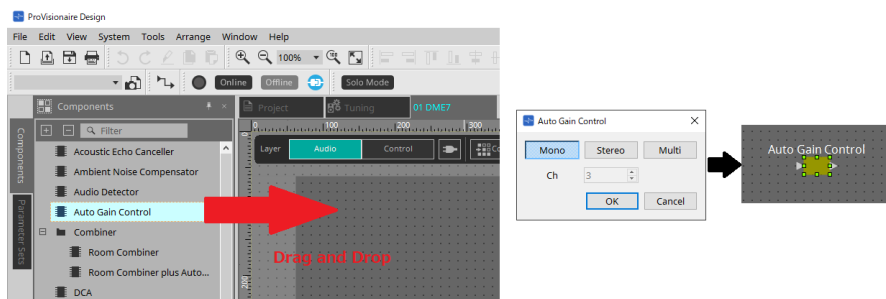 ProVisionaire Design
File Edit View System Tools Arrange Window Help
100%
Online Offline Solo Mode
Components
Project Tuning 01 DME7
Filter
0 100 200 300
Layer Audio Control
Components
Parameter Sets
Acoustic Echo Canceller
Ambient Noise Compensator
Audio Detector
Auto Gain Control
Combiner
Room Combiner
Room Combiner plus Auto...
DCA
Drag and Drop
200
Auto Gain Control
Mono Stereo Multi
Ch 3
OK Cancel
Auto Gain Control